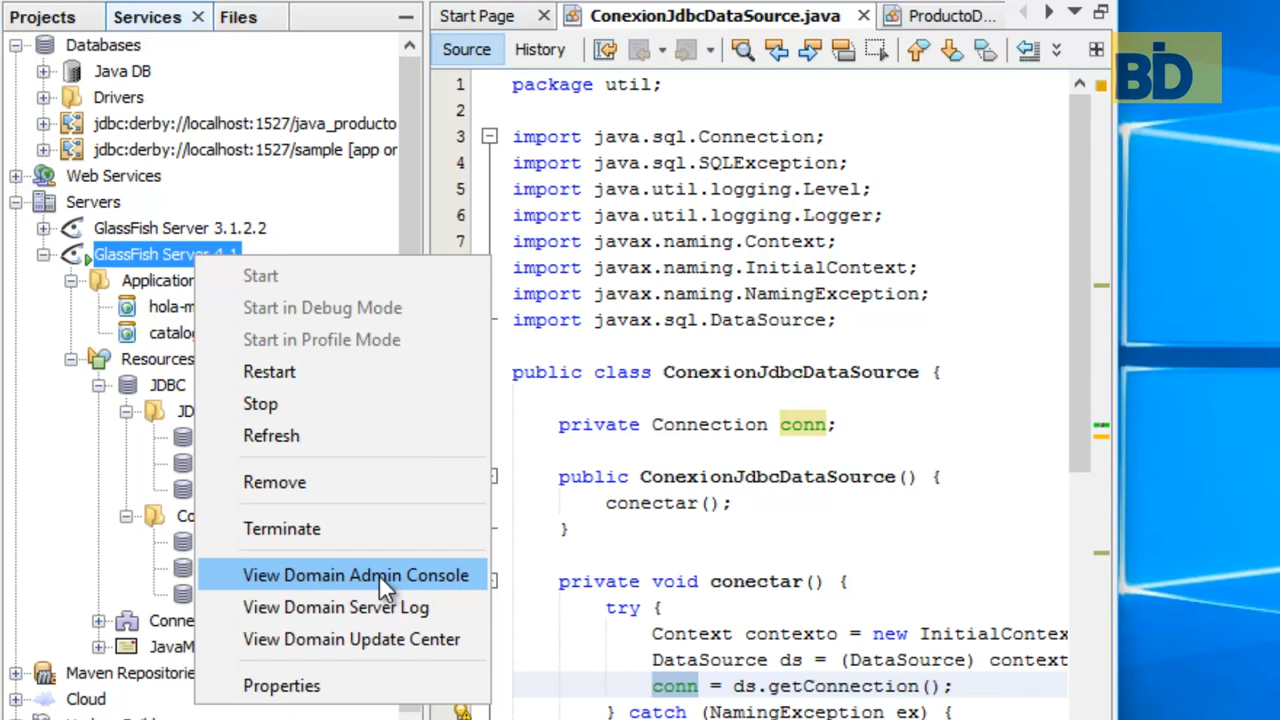 Projects Services Files
Databases
Java DB
Drivers
jdbc:derby://localhost:1527/java_producto
jdbc:derby://localhost:1527/sample [app or
Web Services
Servers
GlassFish Server 3.1.2.2
GlassFish Server 4.1
Application
hola-m
catalo
Resources
JDBC
JD
Co
Conne
JavaM
Maven Repositorie
Cloud
Start
Start in Debug Mode
Start in Profile Mode
Restart
Stop
Refresh
Remove
Terminate
View Domain Admin Console
View Domain Server Log
View Domain Update Center
Properties
Start Page ConexionJdbcDataSource.java ProductoD...
Source History
1 package util;
2
3 import java.sql.Connection;
4 import java.sql.SQLException;
5 import java.util.logging.Level;
6 import java.util.logging.Logger;
7 import javax.naming.Context;
import javax.naming.InitialContext;
import javax.naming.NamingException;
import javax.sql.DataSource;
public class ConexionJdbcDataSource {
private Connection conn;
public ConexionJdbcDataSource() {
conectar();
}
private void conectar() {
try {
Context contexto = new InitialContex
DataSource ds = (DataSource) context
conn = ds.getConnection();
} catch (NamingException ex) {
BiD